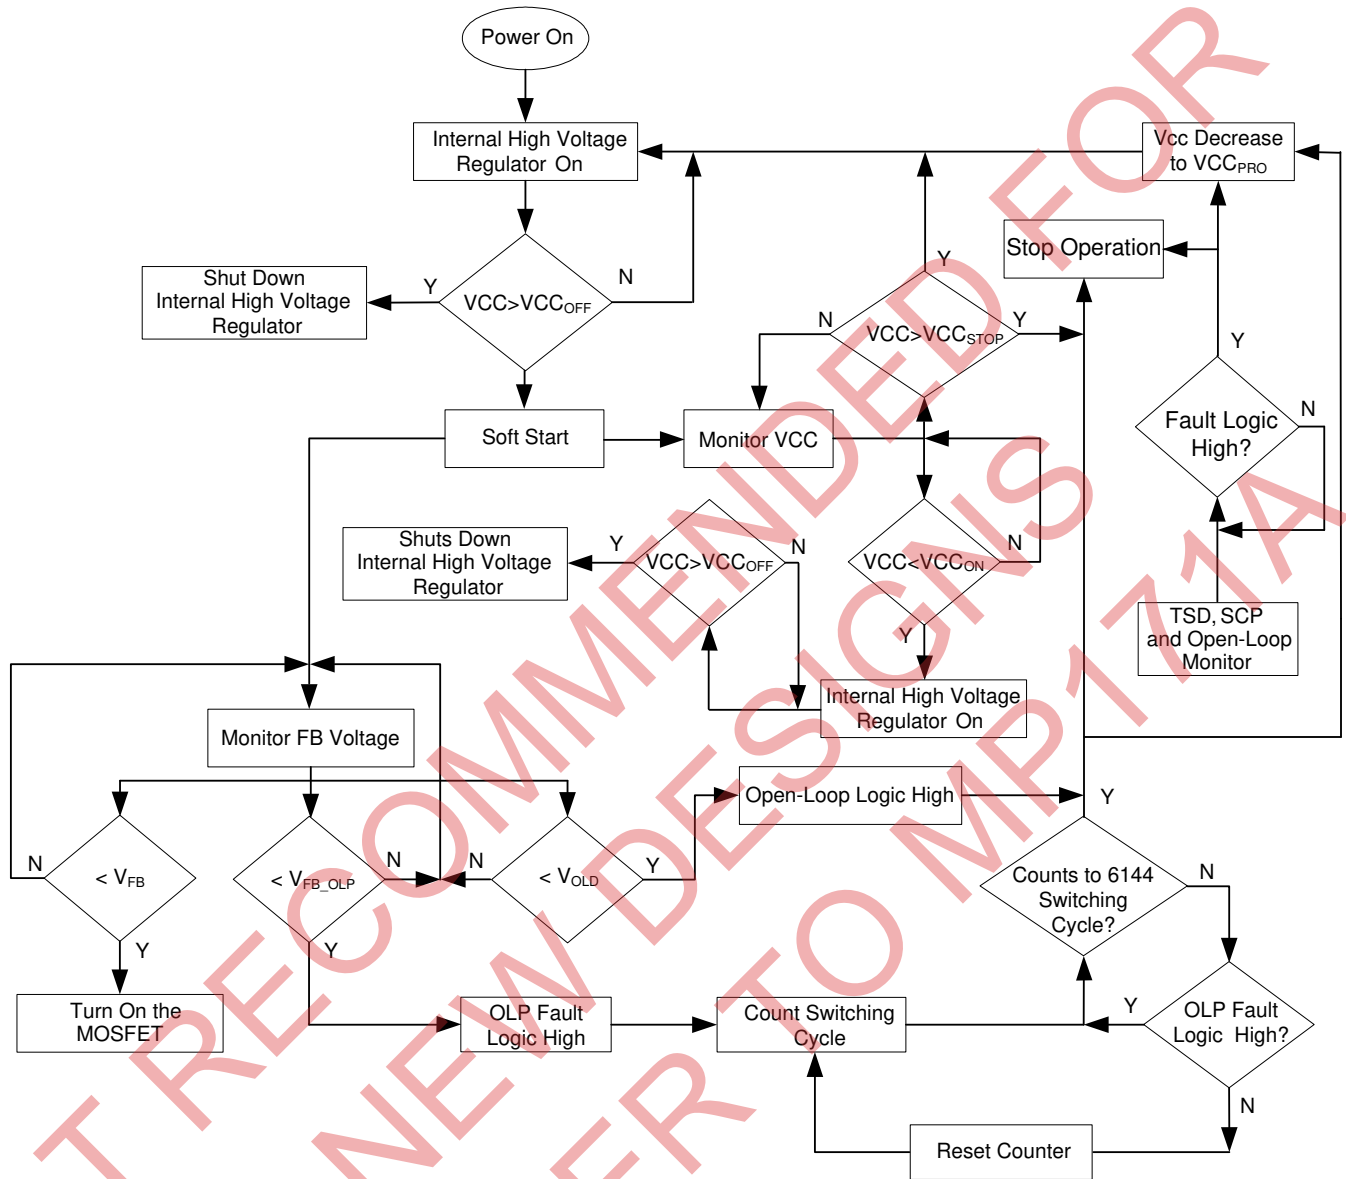 Power On
Internal High Voltage
Regulator On
Vcc Decrease
to VCCPRO
Stop Operation
Shut Down
Internal High Voltage
Regulator
Y
VCC>VCCOFF
N
Y
N
VCC>VCCSTOP
Y
Y
Fault Logic
High?
N
Soft Start
Monitor VCC
Shuts Down
Internal High Voltage
Regulator
Y
VCC>VCCOFF
N
VCC<VCCON
N
Y
TSD, SCP
and Open-Loop
Monitor
Internal High Voltage
Regulator On
Monitor FB Voltage
Open-Loop Logic High
Y
N
< VFB
Y
N
< VFB_OLP
Y
N
< VOLD
Y
Counts to 6144
Switching
Cycle?
N
Turn On the
MOSFET
OLP Fault
Logic High
Count Switching
Cycle
Y
OLP Fault
Logic High?
N
Reset Counter
T RECOMMENDED FOR
NEW DESIGNS
ER TO MP171A